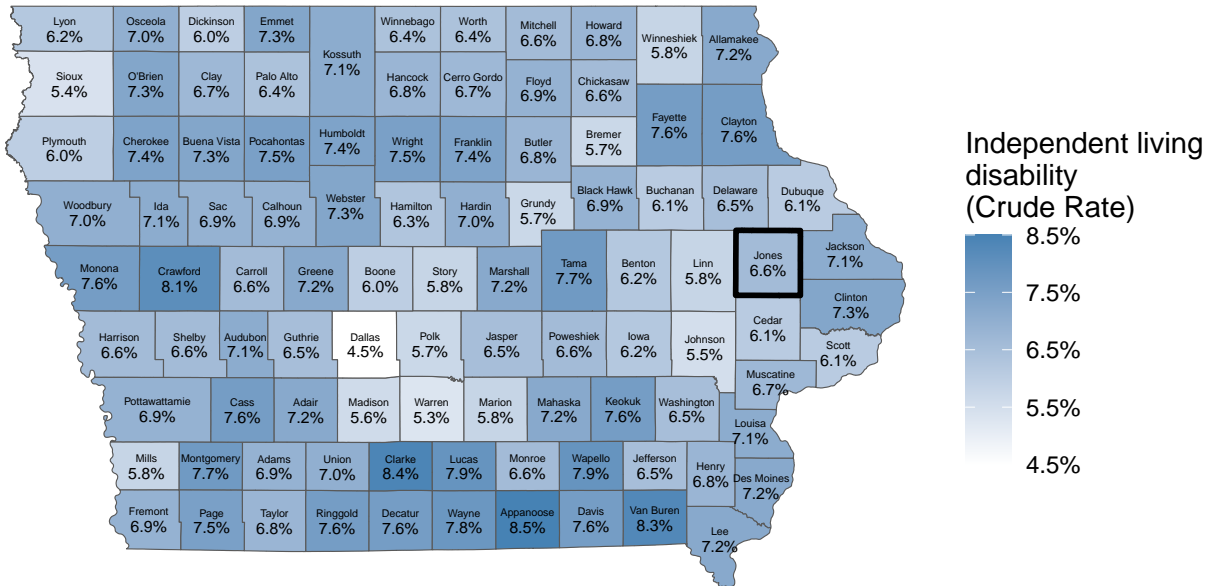 Lyon
6.2%
Osceola
7.0%
Dickinson
6.0%
Emmet
7.3%
Kossuth
7.1%
Winnebago
6.4%
Worth
6.4%
Mitchell
6.6%
Howard
6.8%
Winneshiek
5.8%
Allamakee
7.2%
Sioux
5.4%
O'Brien
7.3%
Clay
6.7%
Palo Alto
6.4%
Hancock
6.8%
Cerro Gordo
6.7%
Floyd
6.9%
Chickasaw
6.6%
Fayette
7.6%
Clayton
7.6%
Plymouth
6.0%
Cherokee
7.4%
Buena Vista
7.3%
Pocahontas
7.5%
Humboldt
7.4%
Wright
7.5%
Franklin
7.4%
Butler
6.8%
Bremer
5.7%
Woodbury
7.0%
Ida
7.1%
Sac
6.9%
Calhoun
6.9%
Webster
7.3%
Hamilton
6.3%
Hardin
7.0%
Grundy
5.7%
Black Hawk
6.9%
Buchanan
6.1%
Delaware
6.5%
Dubuque
6.1%
Monona
7.6%
Crawford
8.1%
Carroll
6.6%
Greene
7.2%
Boone
6.0%
Story
5.8%
Marshall
7.2%
Tama
7.7%
Benton
6.2%
Linn
5.8%
Jones
6.6%
Jackson
7.1%
Clinton
7.3%
Harrison
6.6%
Shelby
6.6%
Audubon
7.1%
Guthrie
6.5%
Dallas
4.5%
Polk
5.7%
Jasper
6.5%
Poweshiek
6.6%
Iowa
6.2%
Johnson
5.5%
Cedar
6.1%
Scott
6.1%
Muscatine
6.7%
Pottawattamie
6.9%
Cass
7.6%
Adair
7.2%
Madison
5.6%
Warren
5.3%
Marion
5.8%
Mahaska
7.2%
Keokuk
7.6%
Washington
6.5%
Louisa
7.1%
Mills
5.8%
Montgomery
7.7%
Adams
6.9%
Union
7.0%
Clarke
8.4%
Lucas
7.9%
Monroe
6.6%
Wapello
7.9%
Jefferson
6.5%
Henry
6.8%
Des Moines
7.2%
Fremont
6.9%
Page
7.5%
Taylor
6.8%
Ringgold
7.6%
Decatur
7.6%
Wayne
7.8%
Appanoose
8.5%
Davis
7.6%
Van Buren
8.3%
Lee
7.2%
Independent living
disability
(Crude Rate)
8.5%
7.5%
6.5%
5.5%
4.5%